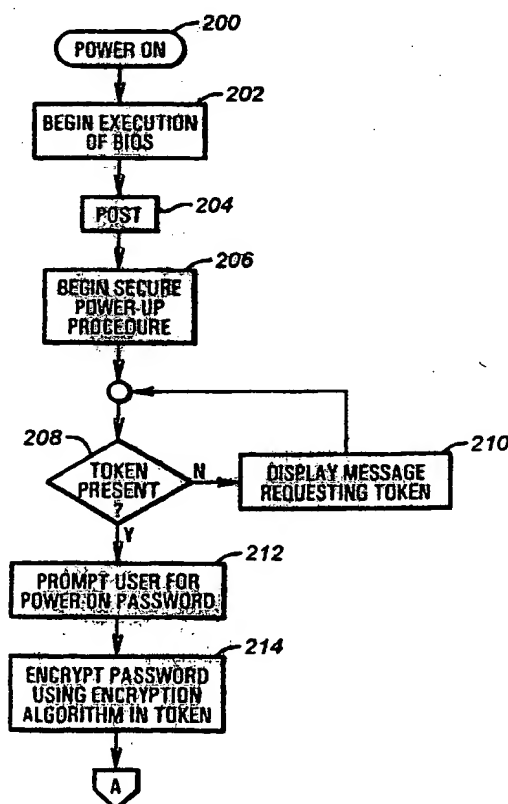 200
POWER ON
202
BEGIN EXECUTION
OF BIOS
204
POST
206
BEGIN SECURE
POWER-UP
PROCEDURE
208
TOKEN
PRESENT
?
N
Y
210
DISPLAY MESSAGE
REQUESTING TOKEN
212
PROMPT USER FOR
POWER-ON PASSWORD
214
ENCRYPT PASSWORD
USING ENCRYPTION
ALGORITHM IN TOKEN
A